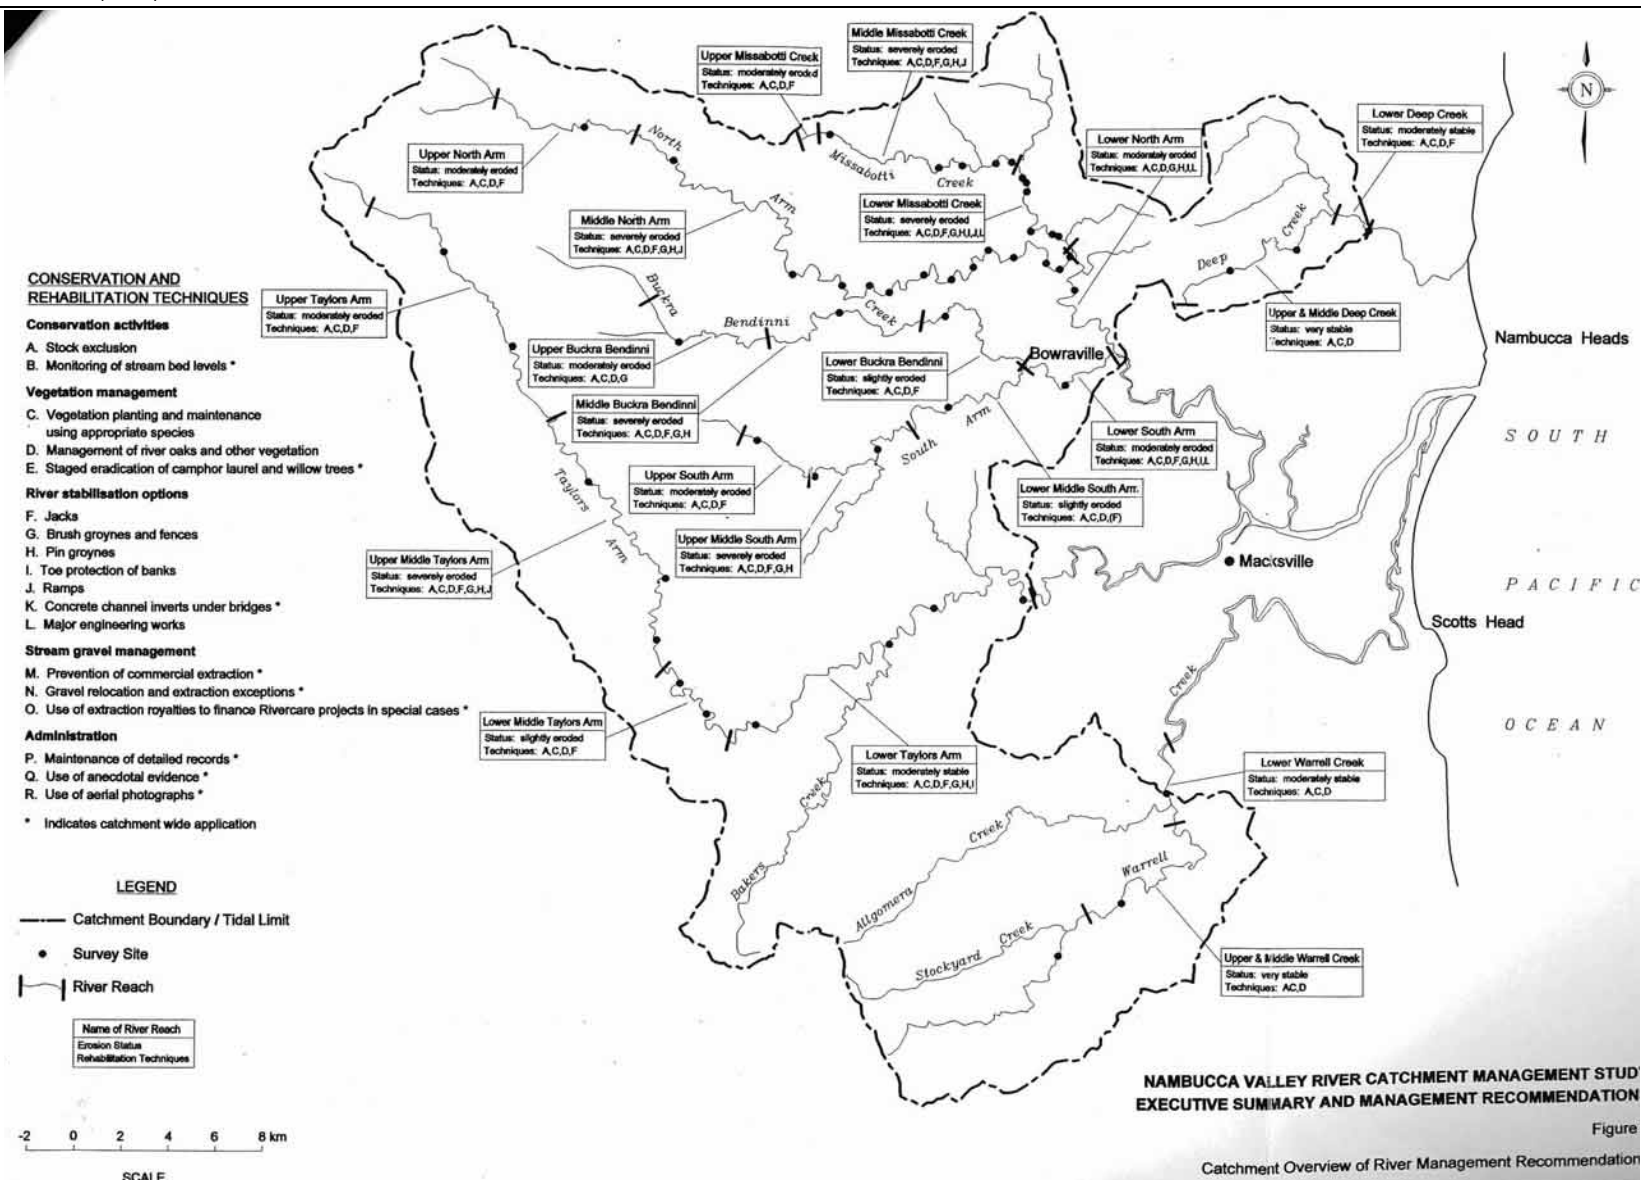 Upper Missabotti Creek
Status: moderately eroded
Techniques: A,C,D,F
Middle Missabotti Creek
Status: severely eroded
Techniques: A,C,D,F,G,H,J
N
Lower Deep Creek
Status: moderately stable
Techniques: A,C,D,F
Lower North Arm
Status: moderately eroded
Techniques: A,C,D,G,H,I,L
Upper North Arm
Status: moderately eroded
Techniques: A,C,D,F
North
Arm
Missabotti
Creek
Middle North Arm
Status: severely eroded
Techniques: A,C,D,F,G,H,J
Lower Missabotti Creek
Status: severely eroded
Techniques: A,C,D,F,G,H,I,J,L
Deep
Creek
Upper & Middle Deep Creek
Status: very stable
Techniques: A,C,D
CONSERVATION AND
REHABILITATION TECHNIQUES
Conservation activities
A. Stock exclusion
B. Monitoring of stream bed levels *
Vegetation management
C. Vegetation planting and maintenance
using appropriate species
D. Management of river oaks and other vegetation
E. Staged eradication of camphor laurel and willow trees *
River stabilisation options
F. Jacks
G. Brush groynes and fences
H. Pin groynes
I. Toe protection of banks
J. Ramps
K. Concrete channel inverts under bridges *
L. Major engineering works
Stream gravel management
M. Prevention of commercial extraction *
N. Gravel relocation and extraction exceptions *
O. Use of extraction royalties to finance Rivercare projects in special cases *
Administration
P. Maintenance of detailed records *
Q. Use of anecdotal evidence *
R. Use of aerial photographs *
* Indicates catchment wide application
Upper Taylors Arm
Status: moderately eroded
Techniques: A,C,D,F
Buckra
Bendinni
Creek
Upper Buckra Bendinni
Status: moderately eroded
Techniques: A,C,D,G
Lower Buckra Bendinni
Status: slightly eroded
Techniques: A,C,D,F
Bowraville
Nambucca Heads
Middle Buckra Bendinni
Status: severely eroded
Techniques: A,C,D,F,G,H
South
Arm
Lower South Arm
Status: moderately eroded
Techniques: A,C,D,F,G,H,I,L
Upper South Arm
Status: moderately eroded
Techniques: A,C,D,F
Lower Middle South Arm.
Status: slightly eroded
Techniques: A,C,D,(F)
Taylors
Arm
Upper Middle South Arm
Status: severely eroded
Techniques: A,C,D,F,G,H
Upper Middle Taylors Arm
Status: severely eroded
Techniques: A,C,D,F,G,H,J
Macksville
Scotts Head
SOUTH
PACIFIC
OCEAN
Lower Middle Taylors Arm
Status: slightly eroded
Techniques: A,C,D,F
Lower Taylors Arm
Status: moderately stable
Techniques: A,C,D,F,G,H,I
Creek
Lower Warrell Creek
Status: moderately stable
Techniques: A,C,D
Bakers
Creek
Allgomera
Creek
Warrell
Stockyard
Creek
Upper & Middle Warrell Creek
Status: very stable
Techniques: AC,D
LEGEND
Catchment Boundary / Tidal Limit
Survey Site
River Reach
Name of River Reach
Erosion Status
Rehabilitation Techniques
-2 0 2 4 6 8 km
SCALE
NAMBUCCA VALLEY RIVER CATCHMENT MANAGEMENT STUD
EXECUTIVE SUMMARY AND MANAGEMENT RECOMMENDATION
Figure
Catchment Overview of River Management Recommendation